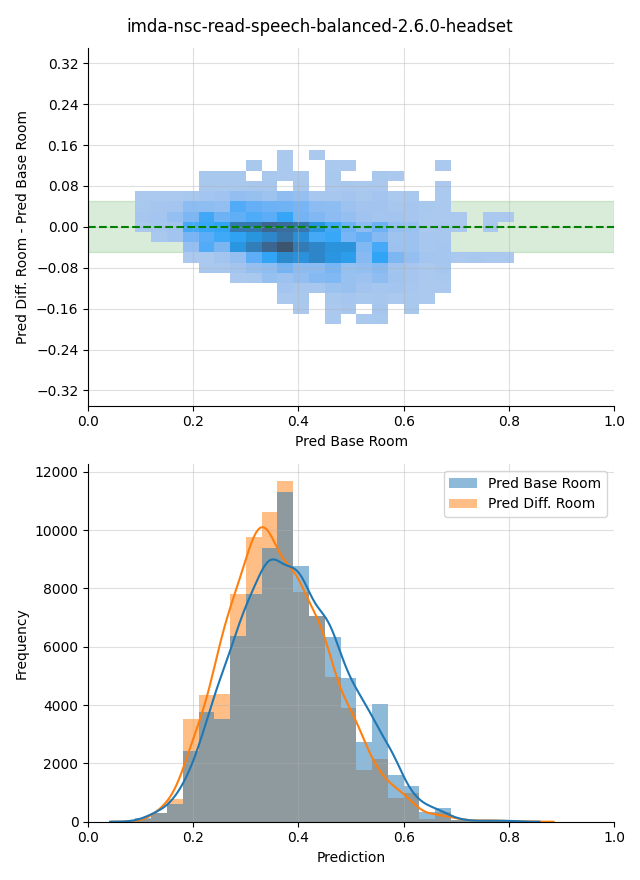 imda-nsc-read-speech-balanced-2.6.0-headset
Pred Diff. Room - Pred Base Room
0.32
0.24
0.16
0.08
0.00
−0.08
−0.16
−0.24
−0.32
0.0 0.2 0.4 0.6 0.8 1.0
Pred Base Room
Frequency
12000
10000
8000
6000
4000
2000
0
Pred Base Room
Pred Diff. Room
0.0 0.2 0.4 0.6 0.8 1.0
Prediction